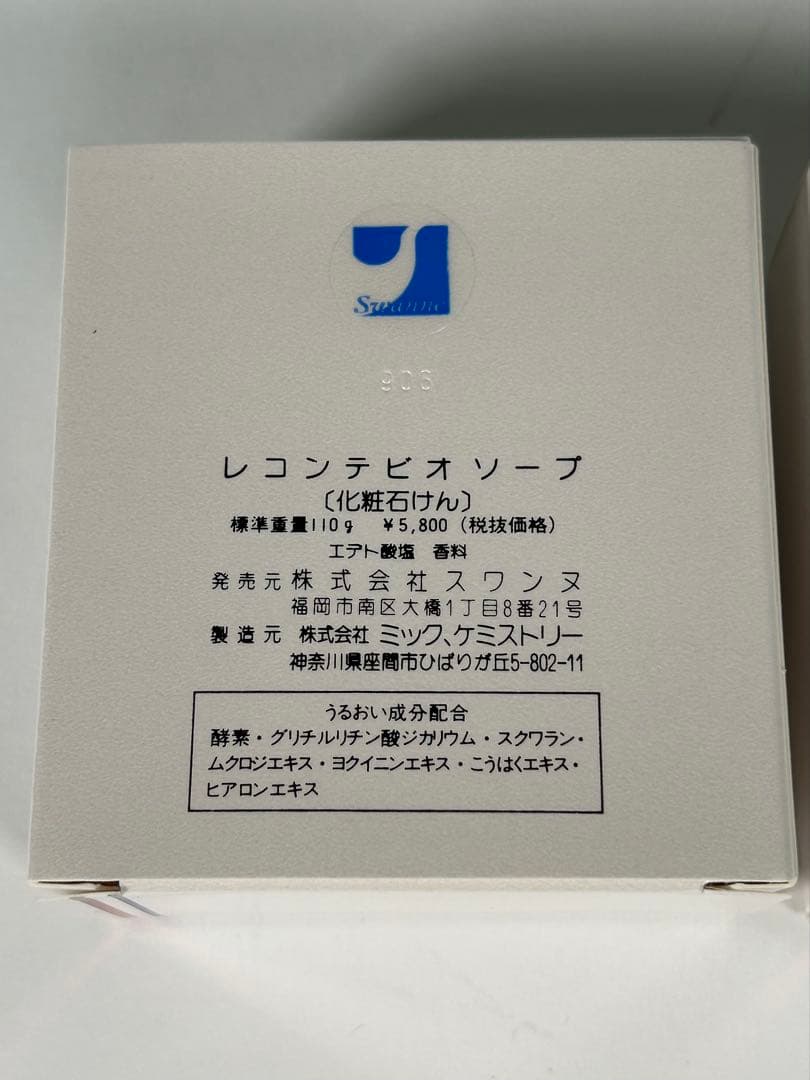 Swanne
906
レコンテビオソープ
〔化粧石けん〕
標準重量110g ¥5,800（税抜価格）
エデト酸塩 香料
発売元 株式会社スワンヌ
福岡市南区大橋1丁目8番21号
製造元 株式会社 ミック、ケミストリー
神奈川県座間市ひばりが丘5-802-11
うるおい成分配合
酵素・グリチルリチン酸ジカリウム・スクワラン・
ムクロジエキス・ヨクイニンエキス・こうはくエキス・
ヒアロンエキス